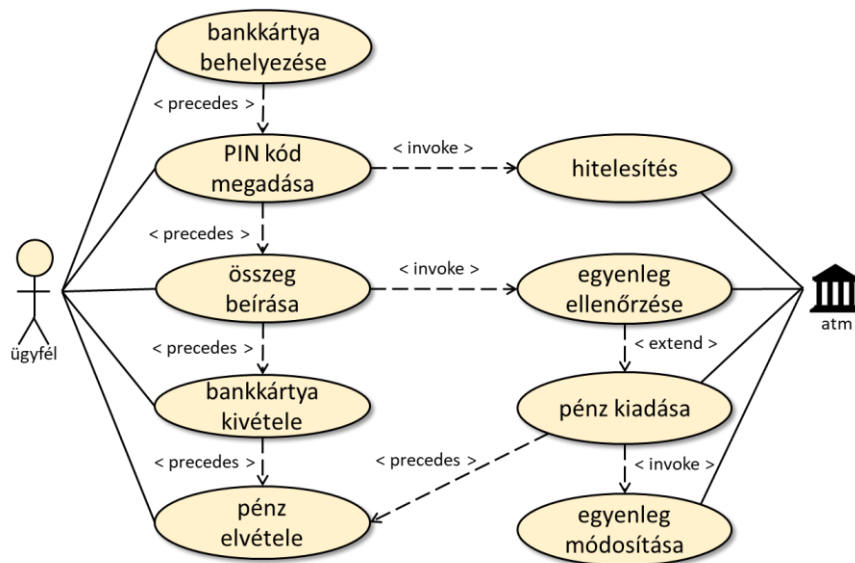 bankkártya
behelyezése
< precedes >
PIN kód
megadása
< invoke >
hitelesítés
< precedes >
összeg
beírása
< invoke >
egyenleg
ellenőrzése
ügyfél
atm
< precedes >
< extend >
bankkártya
kivétele
pénz kiadása
< precedes >
< precedes >
< invoke >
pénz
elvétele
egyenleg
módosítása